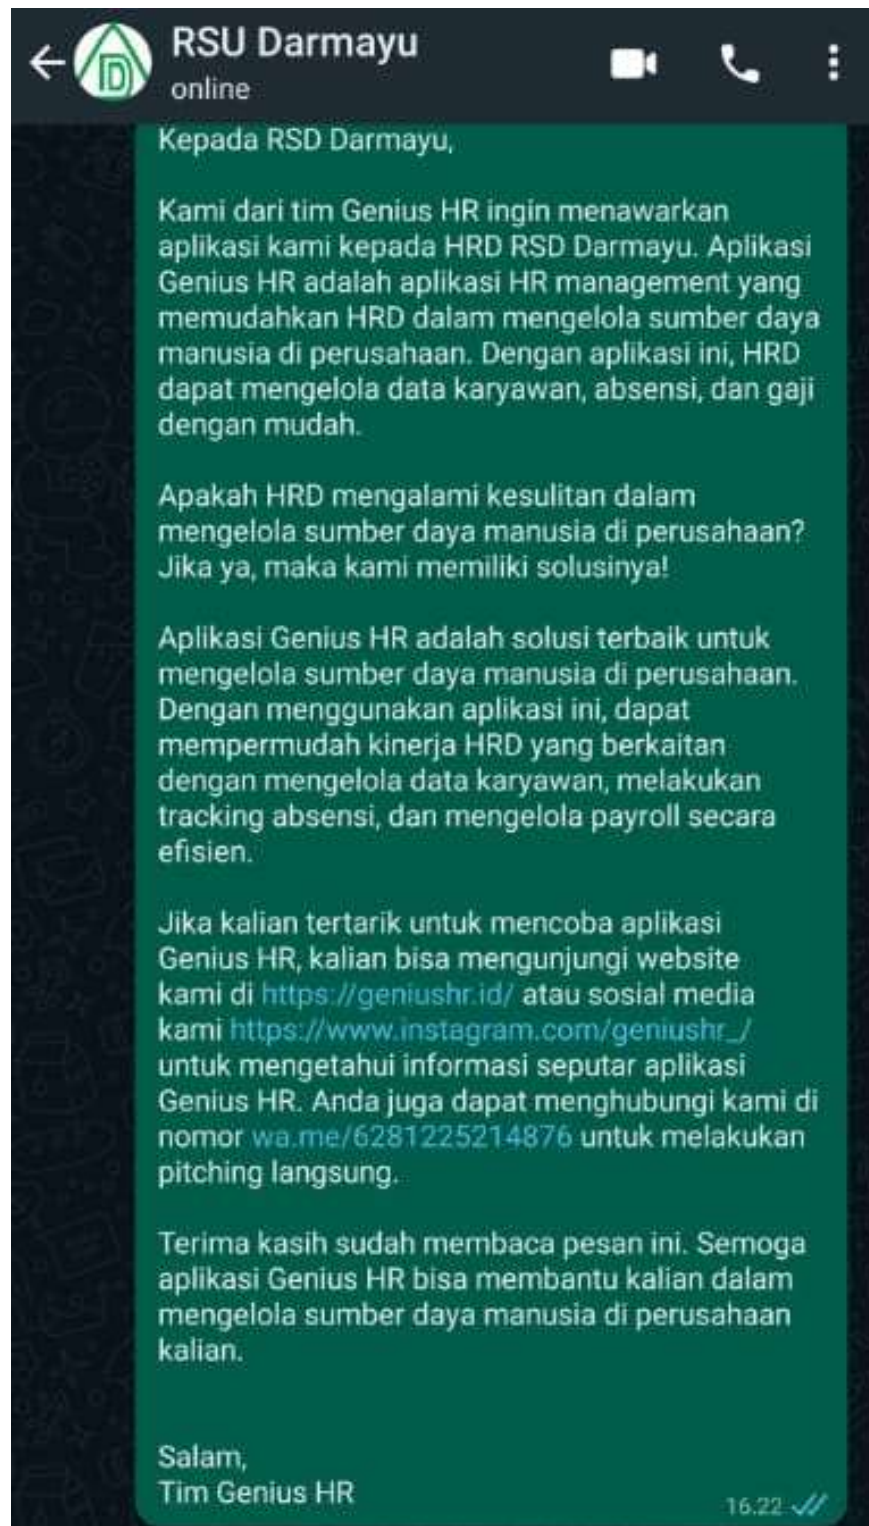 RSU Darmayu
online
Kepada RSD Darmayu,
Kami dari tim Genius HR ingin menawarkan
aplikasi kami kepada HRD RSD Darmayu. Aplikasi
Genius HR adalah aplikasi HR management yang
memudahkan HRD dalam mengelola sumber daya
manusia di perusahaan. Dengan aplikasi ini, HRD
dapat mengelola data karyawan, absensi, dan gaji
dengan mudah.
Apakah HRD mengalami kesulitan dalam
mengelola sumber daya manusia di perusahaan?
Jika ya, maka kami memiliki solusinya!
Aplikasi Genius HR adalah solusi terbaik untuk
mengelola sumber daya manusia di perusahaan.
Dengan menggunakan aplikasi ini, dapat
mempermudah kinerja HRD yang berkaitan
dengan mengelola data karyawan, melakukan
tracking absensi, dan mengelola payroll secara
efisien.
Jika kalian tertarik untuk mencoba aplikasi
Genius HR, kalian bisa mengunjungi website
kami di https://geniushr.id/ atau sosial media
kami https://www.instagram.com/geniushr_/
untuk mengetahui informasi seputar aplikasi
Genius HR. Anda juga dapat menghubungi kami di
nomor wa.me/6281225214876 untuk melakukan
pitching langsung.
Terima kasih sudah membaca pesan ini. Semoga
aplikasi Genius HR bisa membantu kalian dalam
mengelola sumber daya manusia di perusahaan
kalian.
Salam,
Tim Genius HR
16.22